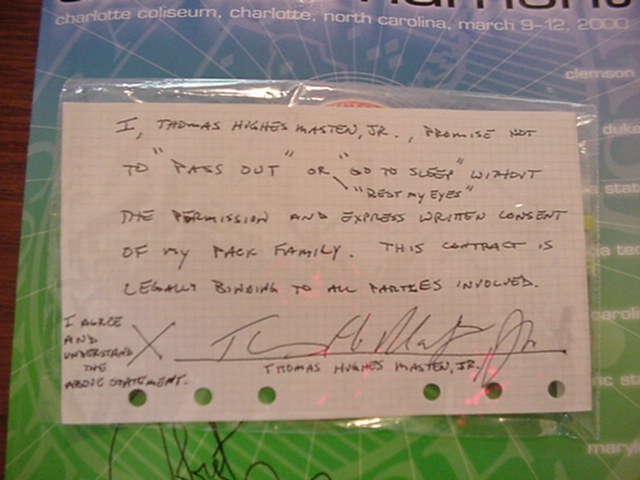 charlotte coliseum, charlotte, north carolina, march 9-12, 2000
clemson
duke
I, THOMAS HUGHES MASTEN, JR., PROMISE NOT
TO "PASS OUT" OR "GO TO SLEEP" WITHOUT
"REST MY EYES"
THE PERMISSION AND EXPRESS WRITTEN CONSENT
OF MY PACK FAMILY. THIS CONTRACT IS
LEGALLY BINDING TO ALL PARTIES INVOLVED.
I AGREE
AND
UNDERSTAND
THE
ABOVE STATEMENT.
X
THOMAS HUGHES MASTEN, JR.